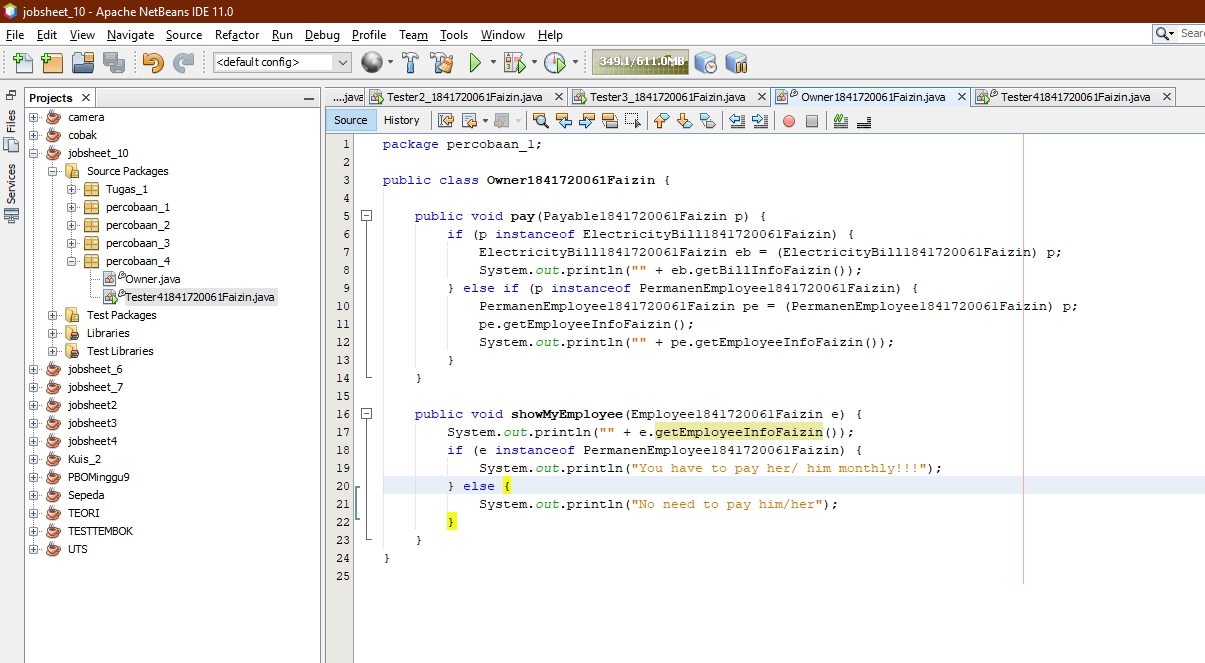 jobsheet_10 - Apache NetBeans IDE 11.0
File Edit View Navigate Source Refactor Run Debug Profile Team Tools Window Help
<default config>
349.1/611.0MB
Sear
Projects
Files
Services
camera
cobak
jobsheet_10
Source Packages
Tugas_1
percobaan_1
percobaan_2
percobaan_3
percobaan_4
Owner.java
Tester41841720061Faizin.java
Test Packages
Libraries
Test Libraries
jobsheet_6
jobsheet_7
jobsheet2
jobsheet3
jobsheet4
Kuis_2
PBOMinggu9
Sepeda
TEORI
TESTTEMBOK
UTS
....java Tester2_1841720061Faizin.java Tester3_1841720061Faizin.java Owner1841720061Faizin.java Tester41841720061Faizin.java
Source History
1 package percobaan_1;
2
3 public class Owner1841720061Faizin {
4
5 public void pay(Payable1841720061Faizin p) {
6 if (p instanceof ElectricityBill1841720061Faizin) {
7 ElectricityBill1841720061Faizin eb = (ElectricityBill1841720061Faizin) p;
8 System.out.println("" + eb.getBillInfoFaizin());
9 } else if (p instanceof PermanenEmployee1841720061Faizin) {
10 PermanenEmployee1841720061Faizin pe = (PermanenEmployee1841720061Faizin) p;
11 pe.getEmployeeInfoFaizin();
12 System.out.println("" + pe.getEmployeeInfoFaizin());
13 }
14 }
15
16 public void showMyEmployee(Employee1841720061Faizin e) {
17 System.out.println("" + e.getEmployeeInfoFaizin());
18 if (e instanceof PermanenEmployee1841720061Faizin) {
19 System.out.println("You have to pay her/ him monthly!!!");
20 } else {
21 System.out.println("No need to pay him/her");
22 }
23 }
24 }
25